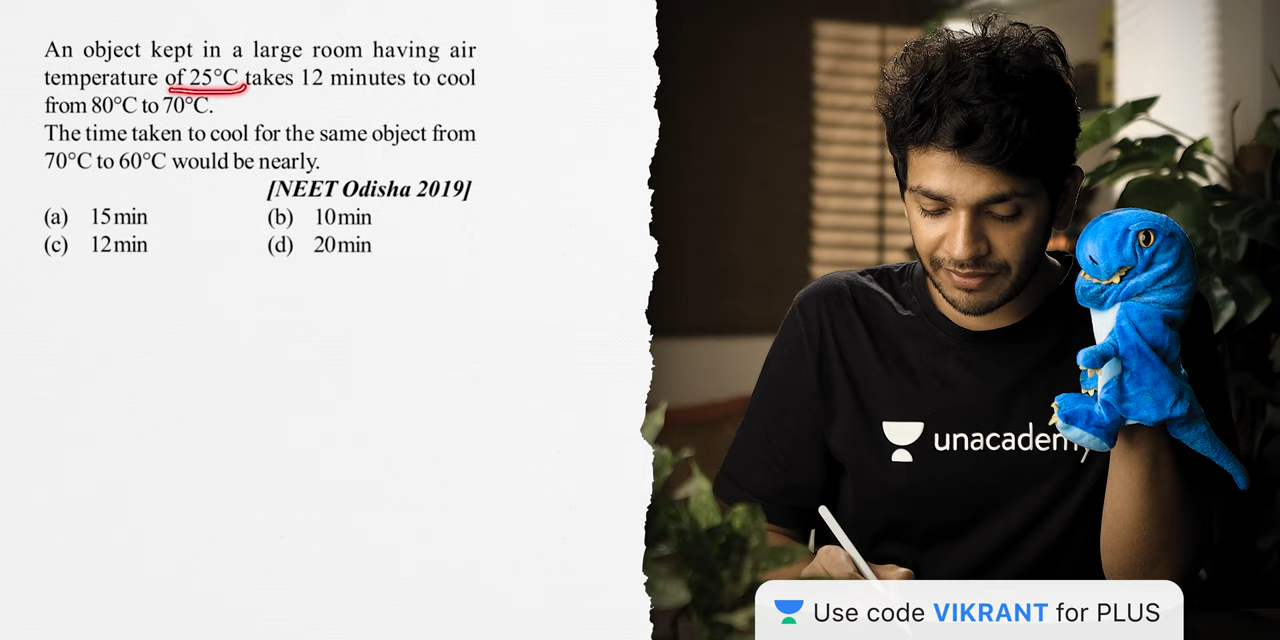 An object kept in a large room having air
temperature of 25°C takes 12 minutes to cool
from 80°C to 70°C.
The time taken to cool for the same object from
70°C to 60°C would be nearly.
[NEET Odisha 2019]
(a) 15 min (b) 10 min
(c) 12 min (d) 20 min
unacademy
Use code VIKRANT for PLUS